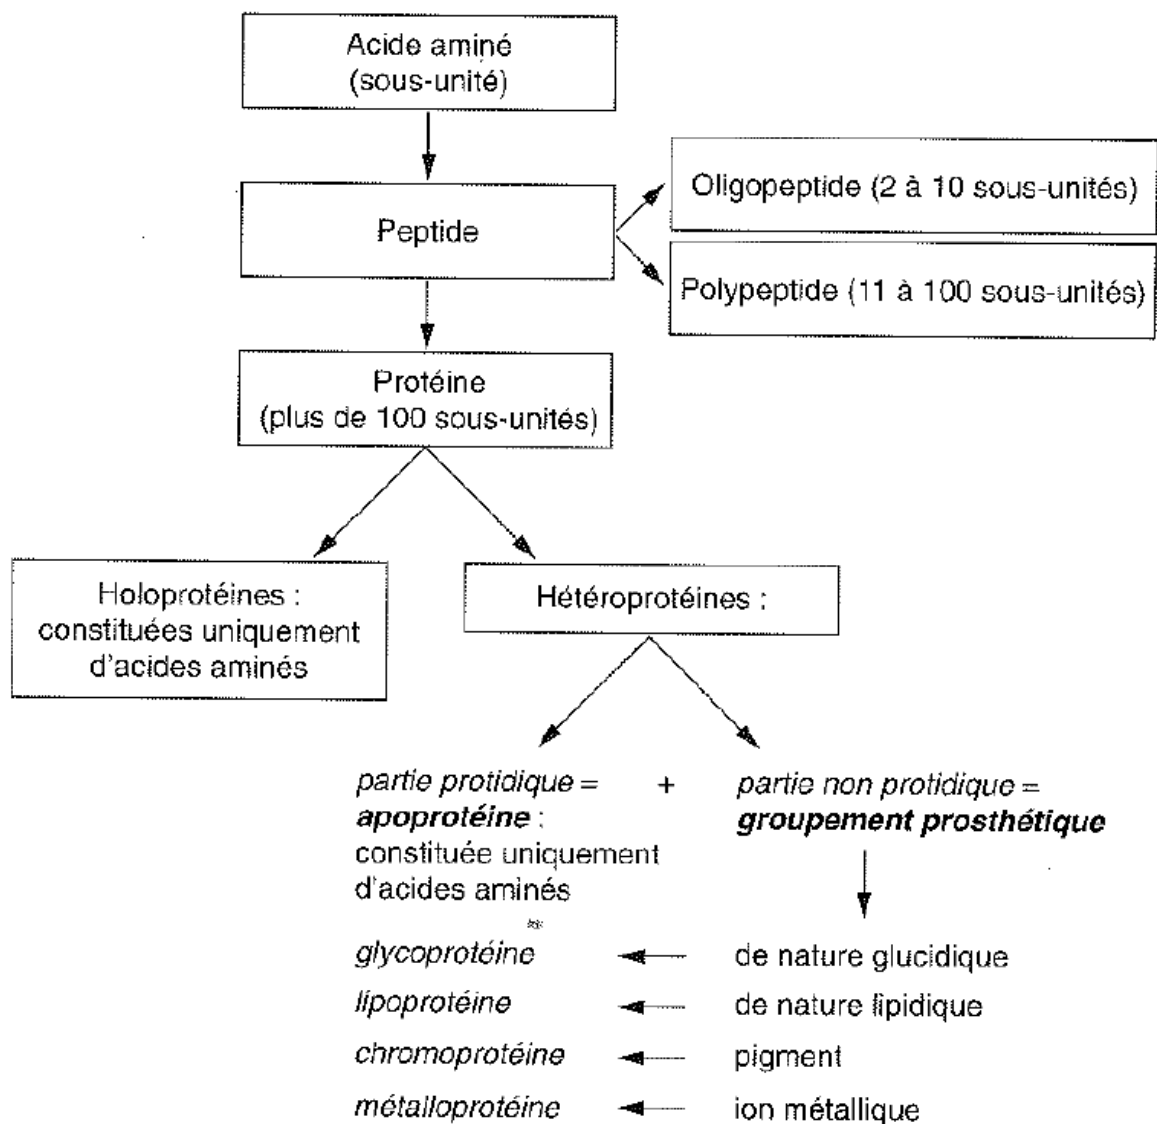 Acide aminé
(sous-unité)
Peptide
Oligopeptide (2 à 10 sous-unités)
Polypeptide (11 à 100 sous-unités)
Protéine
(plus de 100 sous-unités)
Holoprotéines :
constituées uniquement
d'acides aminés
Hétéroprotéines :
partie protidique = + partie non protidique =
apoprotéine : groupement prosthétique
constituée uniquement
d'acides aminés
glycoprotéine de nature glucidique
lipoprotéine de nature lipidique
chromoprotéine pigment
métalloprotéine ion métallique